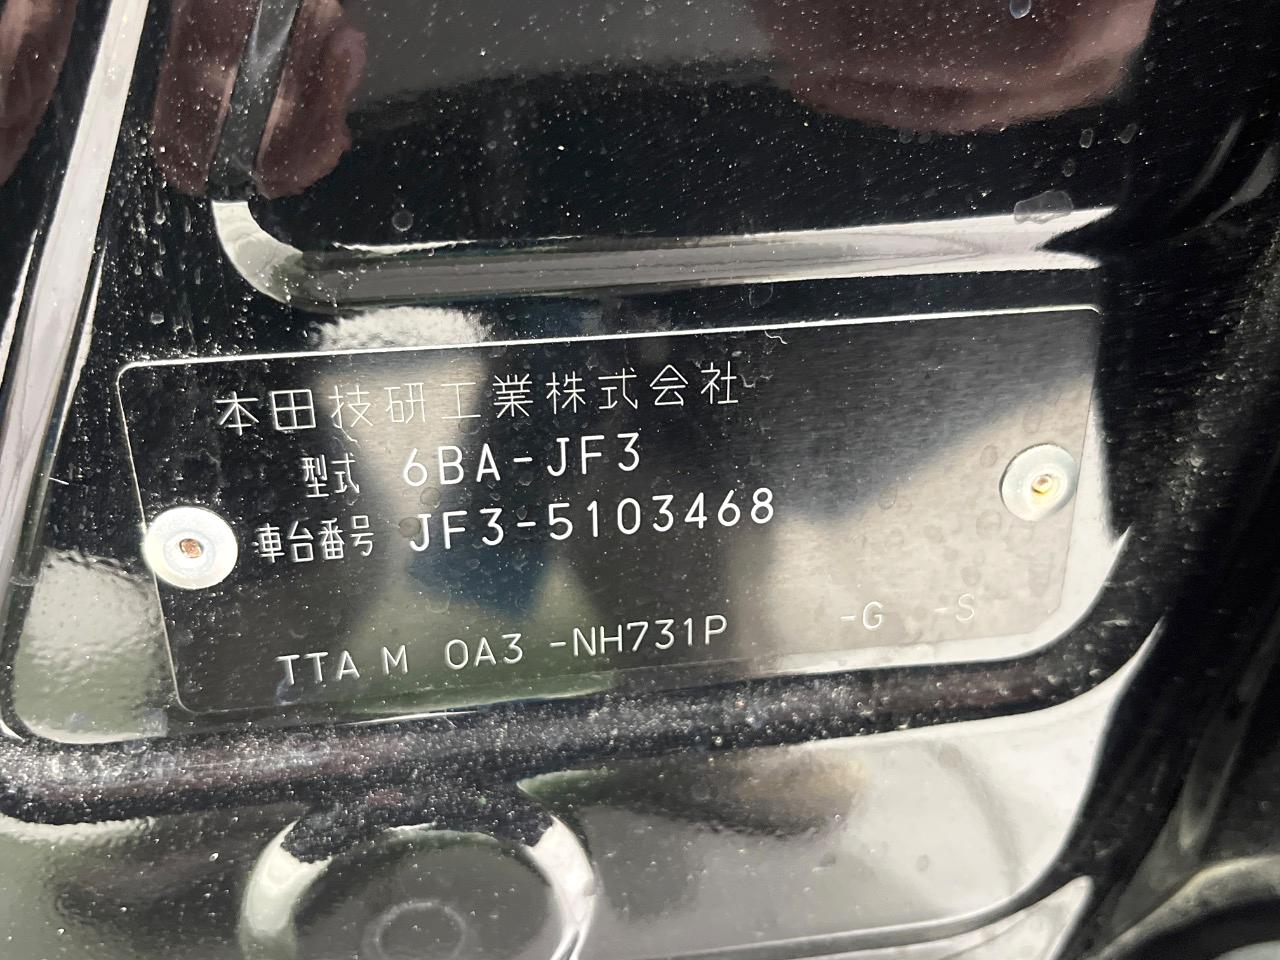 本田技研工業株式会社
型式 6BA-JF3
車台番号 JF3-5103468
TTA M 0A3 -NH731P -G -S